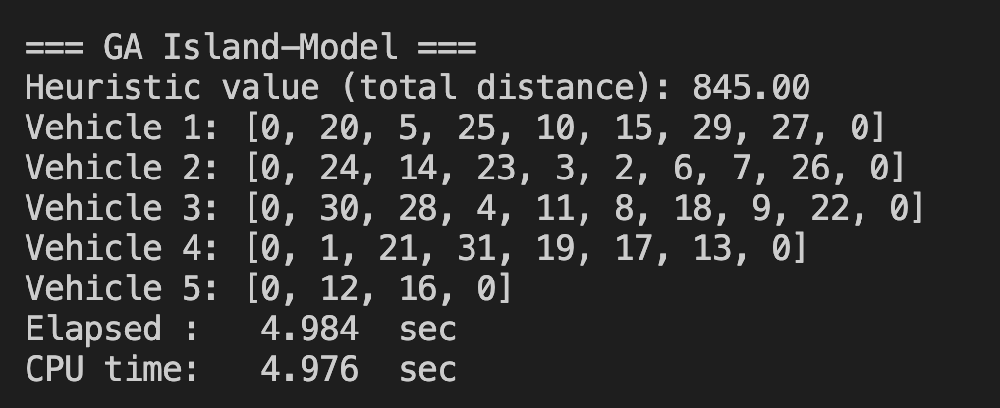 === GA Island–Model ===
Heuristic value (total distance): 845.00
Vehicle 1: [0, 20, 5, 25, 10, 15, 29, 27, 0]
Vehicle 2: [0, 24, 14, 23, 3, 2, 6, 7, 26, 0]
Vehicle 3: [0, 30, 28, 4, 11, 8, 18, 9, 22, 0]
Vehicle 4: [0, 1, 21, 31, 19, 17, 13, 0]
Vehicle 5: [0, 12, 16, 0]
Elapsed :   4.984  sec
CPU time:   4.976  sec